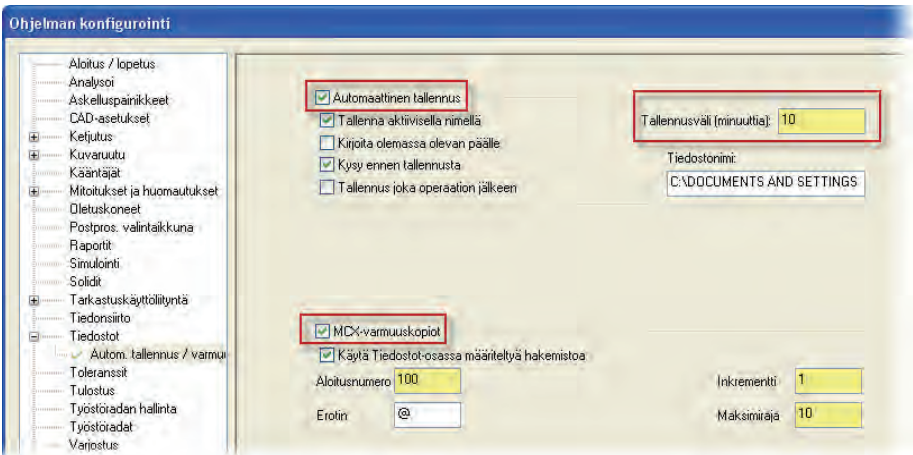 Ohjelman konfigurointi
Aloitus / lopetus
Analysoi
Askelluspainikkeet
CAD-asetukset
Ketjutus
Kuvaruutu
Kääntäjät
Mitoitukset ja huomautukset
Oletuskoneet
Postpros. valintaikkuna
Raportit
Simulointi
Solidit
Tarkastuskäyttöliityntä
Tiedonsiirto
Tiedostot
Autom. tallennus / varmu
Toleranssit
Tulostus
Työstöradan hallinta
Työstöradat
Varjostus
Automaattinen tallennus
Tallenna aktiivisella nimellä
Kirjoita olemassa olevan päälle
Kysy ennen tallennusta
Tallennus joka operaation jälkeen
Tallennusväli (minuuttia): 10
Tiedostonimi:
C:\DOCUMENTS AND SETTINGS
MCX-varmuuskopiot
Käytä Tiedostot-osassa määriteltyä hakemistoa
Aloitusnumero 100
Inkrementti 1
Erotin @
Maksimiraja 10